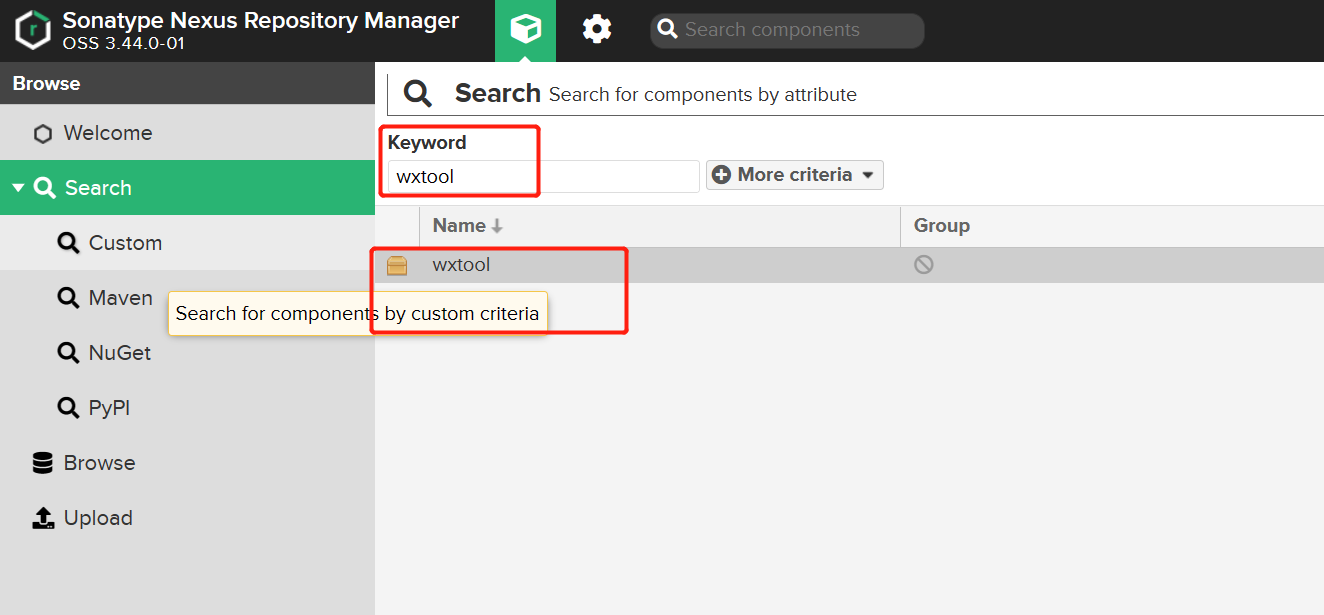 Sonatype Nexus Repository Manager
OSS 3.44.0-01
Search components
Browse
Welcome
Search
Custom
Maven
NuGet
PyPI
Browse
Upload
Search for components by custom criteria
Search Search for components by attribute
Keyword
wxtool
More criteria
Name Group
wxtool